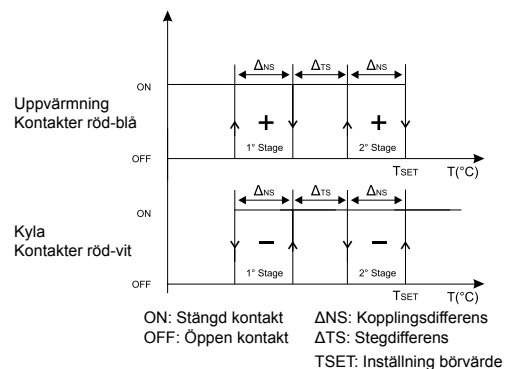 ΔNS ΔTS ΔNS
ON
Uppvärmning
Kontakter röd-blå
+ +
1° Stage 2° Stage
OFF
TSET T(°C)
ΔNS ΔTS ΔNS
ON
Kyla
Kontakter röd-vit
− −
1° Stage 2° Stage
OFF
TSET T(°C)
ON: Stängd kontakt ΔNS: Kopplingsdifferens
OFF: Öppen kontakt ΔTS: Stegdifferens
TSET: Inställning börvärde